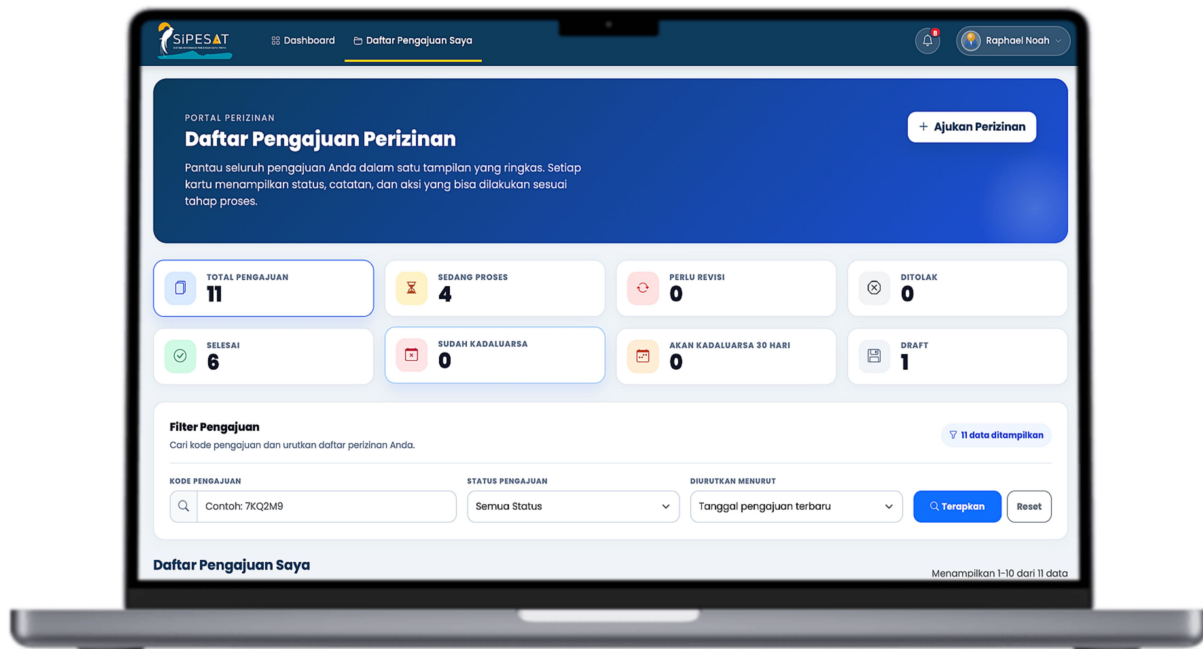 SiPESAT
Dashboard
Daftar Pengajuan Saya
8
Raphael Noah
PORTAL PERIZINAN
Daftar Pengajuan Perizinan
+ Ajukan Perizinan
Pantau seluruh pengajuan Anda dalam satu tampilan yang ringkas. Setiap
kartu menampilkan status, catatan, dan aksi yang bisa dilakukan sesuai
tahap proses.
TOTAL PENGAJUAN
11
SEDANG PROSES
4
PERLU REVISI
0
DITOLAK
0
SELESAI
6
SUDAH KADALUARSA
0
AKAN KADALUARSA 30 HARI
0
DRAFT
1
Filter Pengajuan
Cari kode pengajuan dan urutkan daftar perizinan Anda.
11 data ditampilkan
KODE PENGAJUAN
Contoh: 7KQ2M9
STATUS PENGAJUAN
Semua Status
DIURUTKAN MENURUT
Tanggal pengajuan terbaru
Terapkan
Reset
Daftar Pengajuan Saya
Menampilkan 1-10 dari 11 data